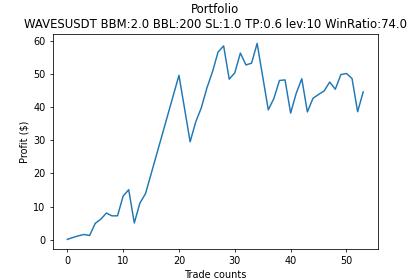 Portfolio
WAVESUSDT BBM:2.0 BBL:200 SL:1.0 TP:0.6 lev:10 WinRatio:74.0
60
50
40
30
20
10
0
Profit ($)
0 10 20 30 40 50
Trade counts